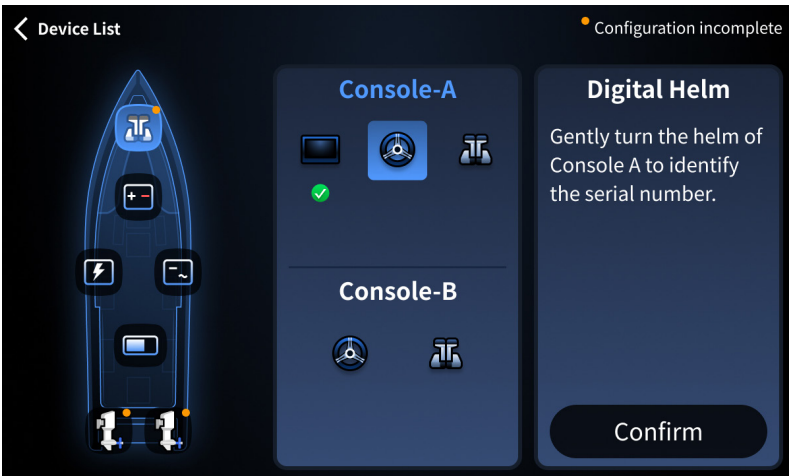 Device List
Configuration incomplete
Console-A
Console-B
Digital Helm
Gently turn the helm of
Console A to identify
the serial number.
Confirm